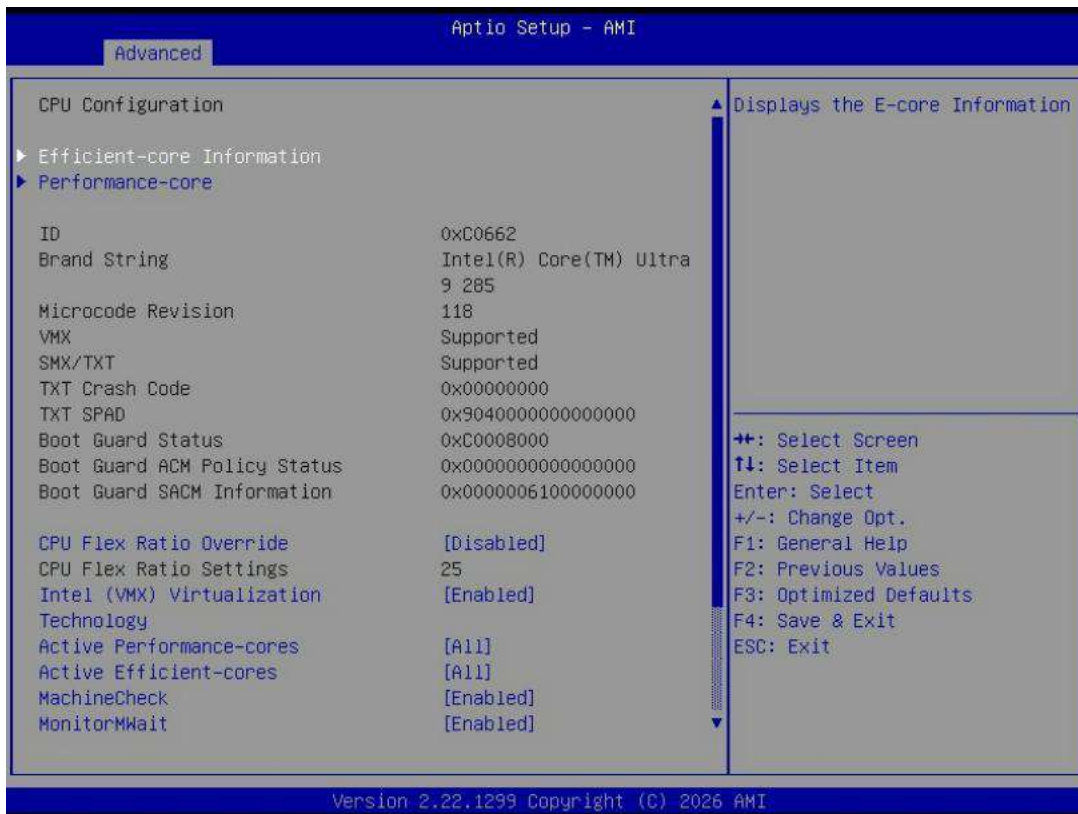 Aptio Setup - AMI
Advanced
CPU Configuration
Efficient-core Information
Performance-core
ID 0xC0662
Brand String Intel(R) Core(TM) Ultra
9 285
Microcode Revision 118
VMX Supported
SMX/TXT Supported
TXT Crash Code 0x00000000
TXT SPAD 0x9040000000000000
Boot Guard Status 0xC0008000
Boot Guard ACM Policy Status 0x0000000000000000
Boot Guard SACM Information 0x0000006100000000
CPU Flex Ratio Override [Disabled]
CPU Flex Ratio Settings 25
Intel (VMX) Virtualization [Enabled]
Technology
Active Performance-cores [All]
Active Efficient-cores [All]
MachineCheck [Enabled]
MonitorMWait [Enabled]
Displays the E-core Information
→←: Select Screen
↑↓: Select Item
Enter: Select
+/-: Change Opt.
F1: General Help
F2: Previous Values
F3: Optimized Defaults
F4: Save & Exit
ESC: Exit
Version 2.22.1299 Copyright (C) 2026 AMI